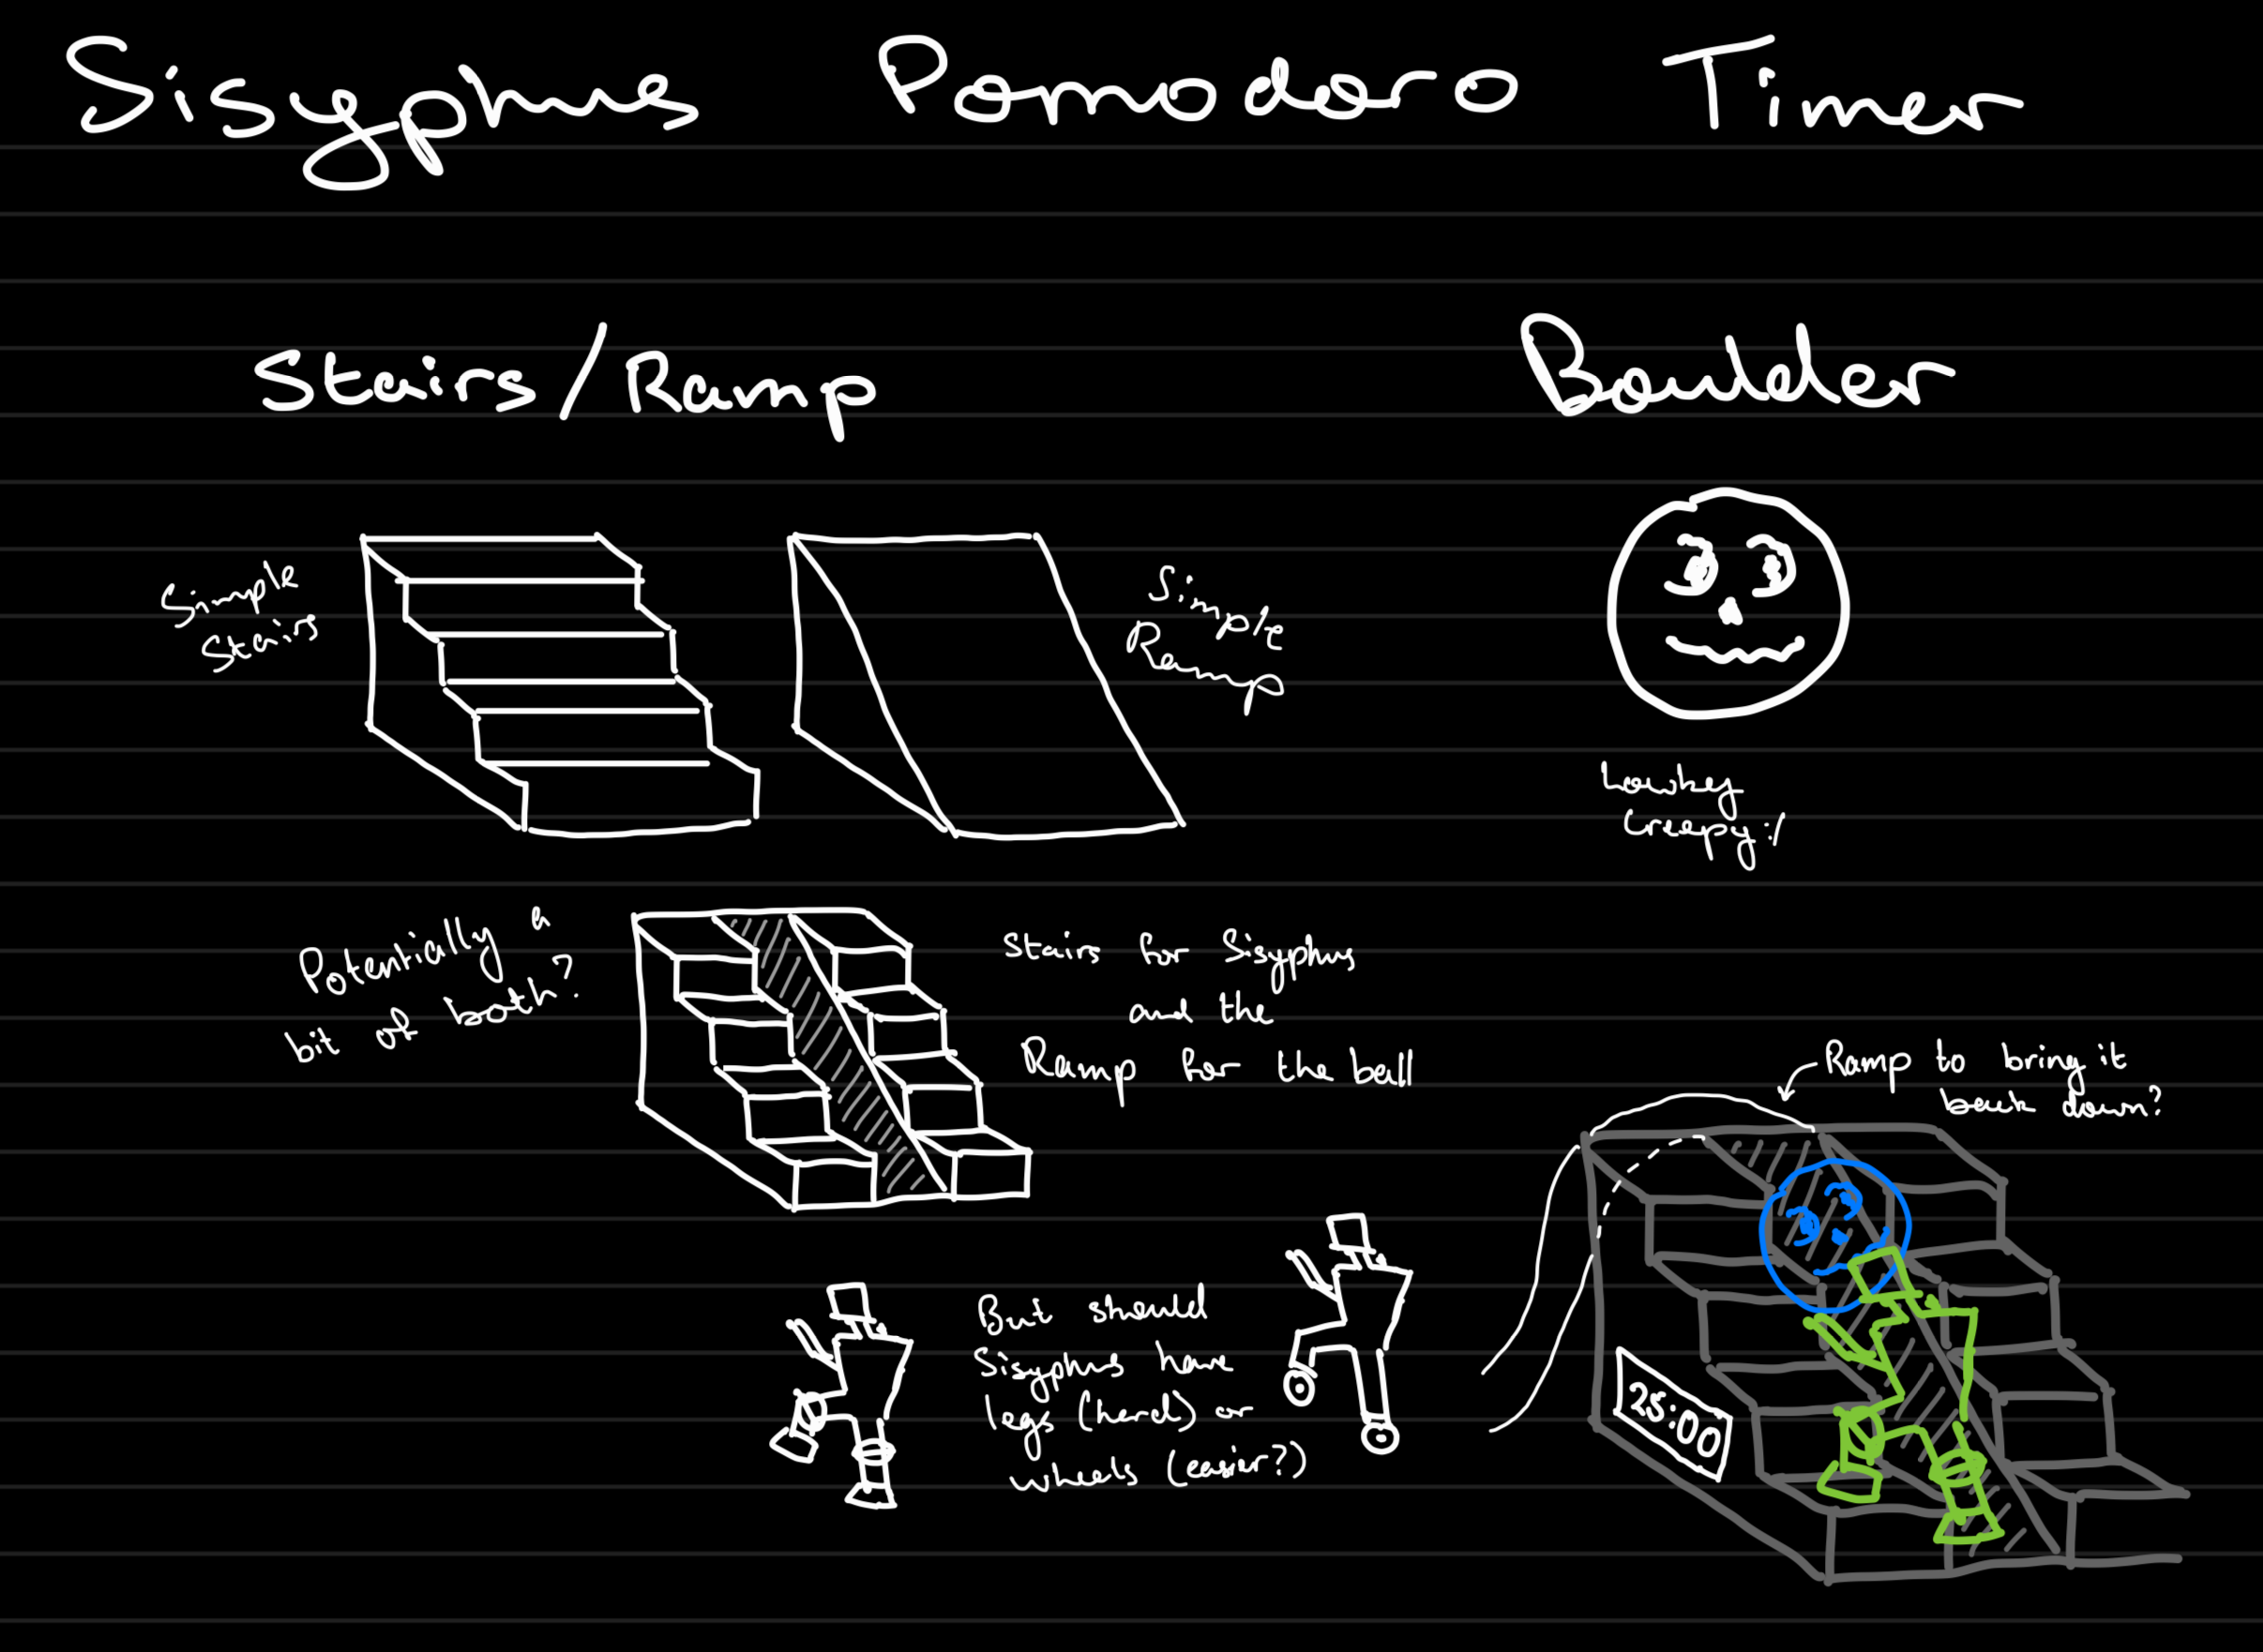 Sisyphus Pomodoro Timer
Stairs/Ramp
Boulder
Simple
Stairs
Simple
Ramp
Lowkey
creepy:/
Potentially a
bit of both?
Stairs for Sisyphus
and the
Ramp for the ball
Ramp to bring it
back down?
But should
Sisyphus have
legs (hard) or
wheels (easier?)
25:00